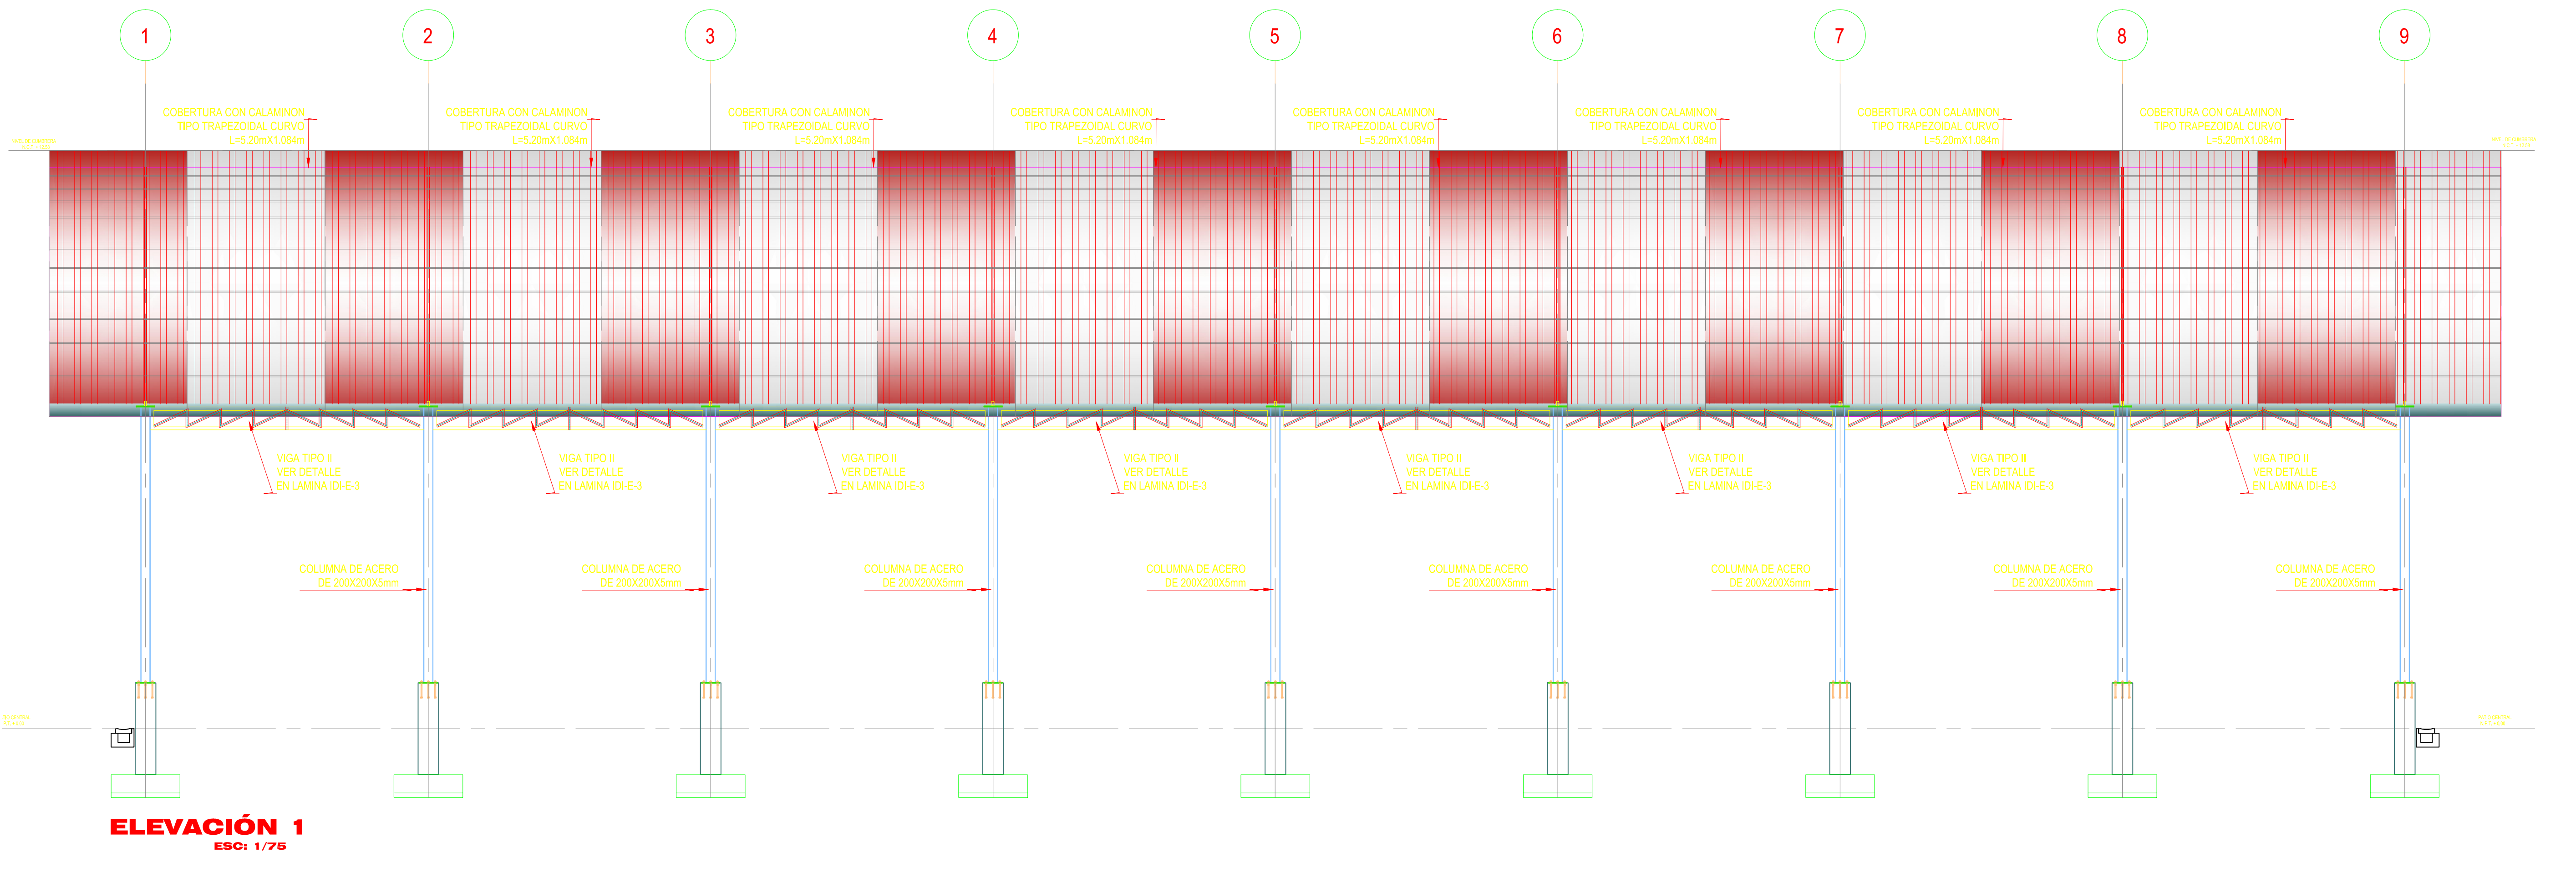 1
2
3
4
5
6
7
8
9
COBERTURA CON CALAMINON
TIPO TRAPEZOIDAL CURVO
L=5.20mX1.084m
COBERTURA CON CALAMINON
TIPO TRAPEZOIDAL CURVO
L=5.20mX1.084m
COBERTURA CON CALAMINON
TIPO TRAPEZOIDAL CURVO
L=5.20mX1.084m
COBERTURA CON CALAMINON
TIPO TRAPEZOIDAL CURVO
L=5.20mX1.084m
COBERTURA CON CALAMINON
TIPO TRAPEZOIDAL CURVO
L=5.20mX1.084m
COBERTURA CON CALAMINON
TIPO TRAPEZOIDAL CURVO
L=5.20mX1.084m
COBERTURA CON CALAMINON
TIPO TRAPEZOIDAL CURVO
L=5.20mX1.084m
COBERTURA CON CALAMINON
TIPO TRAPEZOIDAL CURVO
L=5.20mX1.084m
VIGA TIPO II
VER DETALLE
EN LAMINA IDI-E-3
VIGA TIPO II
VER DETALLE
EN LAMINA IDI-E-3
VIGA TIPO II
VER DETALLE
EN LAMINA IDI-E-3
VIGA TIPO II
VER DETALLE
EN LAMINA IDI-E-3
VIGA TIPO II
VER DETALLE
EN LAMINA IDI-E-3
VIGA TIPO II
VER DETALLE
EN LAMINA IDI-E-3
VIGA TIPO II
VER DETALLE
EN LAMINA IDI-E-3
VIGA TIPO II
VER DETALLE
EN LAMINA IDI-E-3
COLUMNA DE ACERO
DE 200X200X6mm
COLUMNA DE ACERO
DE 200X200X6mm
COLUMNA DE ACERO
DE 200X200X6mm
COLUMNA DE ACERO
DE 200X200X6mm
COLUMNA DE ACERO
DE 200X200X6mm
COLUMNA DE ACERO
DE 200X200X6mm
COLUMNA DE ACERO
DE 200X200X6mm
COLUMNA DE ACERO
DE 200X200X6mm
ELEVACIÓN 1
ESC: 1/75